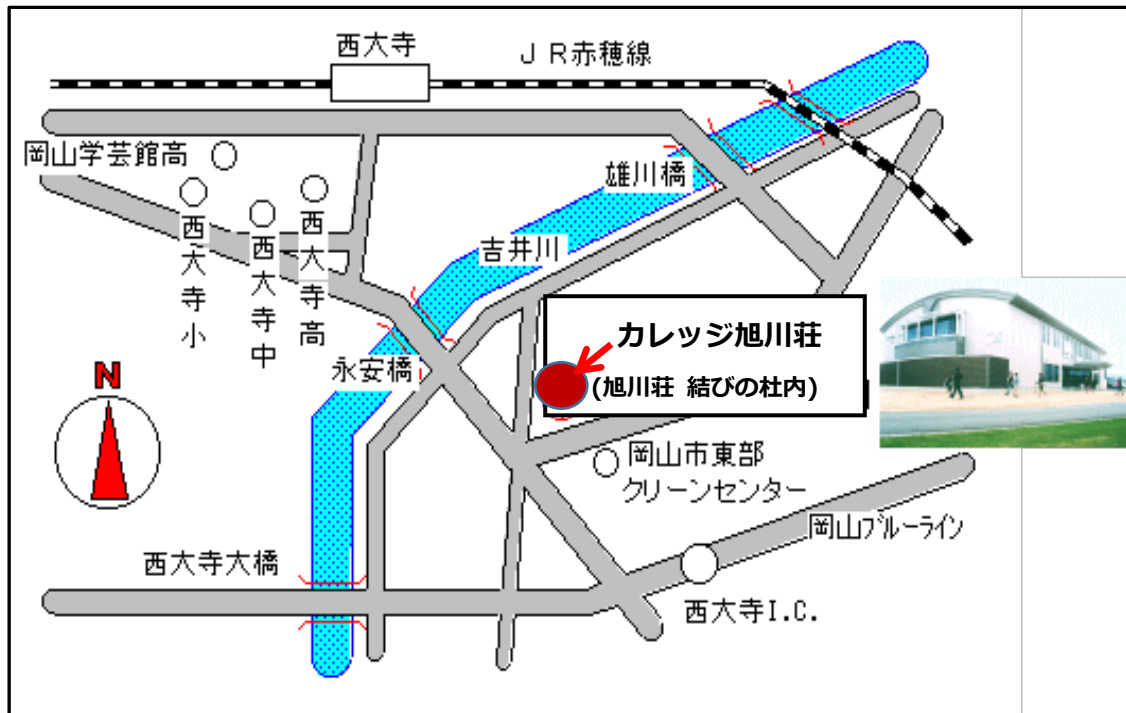 西大寺
JR赤穂線
岡山学芸館高
西大寺小
西大寺中
西大寺高
雄川橋
吉井川
永安橋
カレッジ旭川荘
(旭川荘 結びの杜内)
N
岡山市東部
クリーンセンター
岡山ブルーライン
西大寺大橋
西大寺I.C.